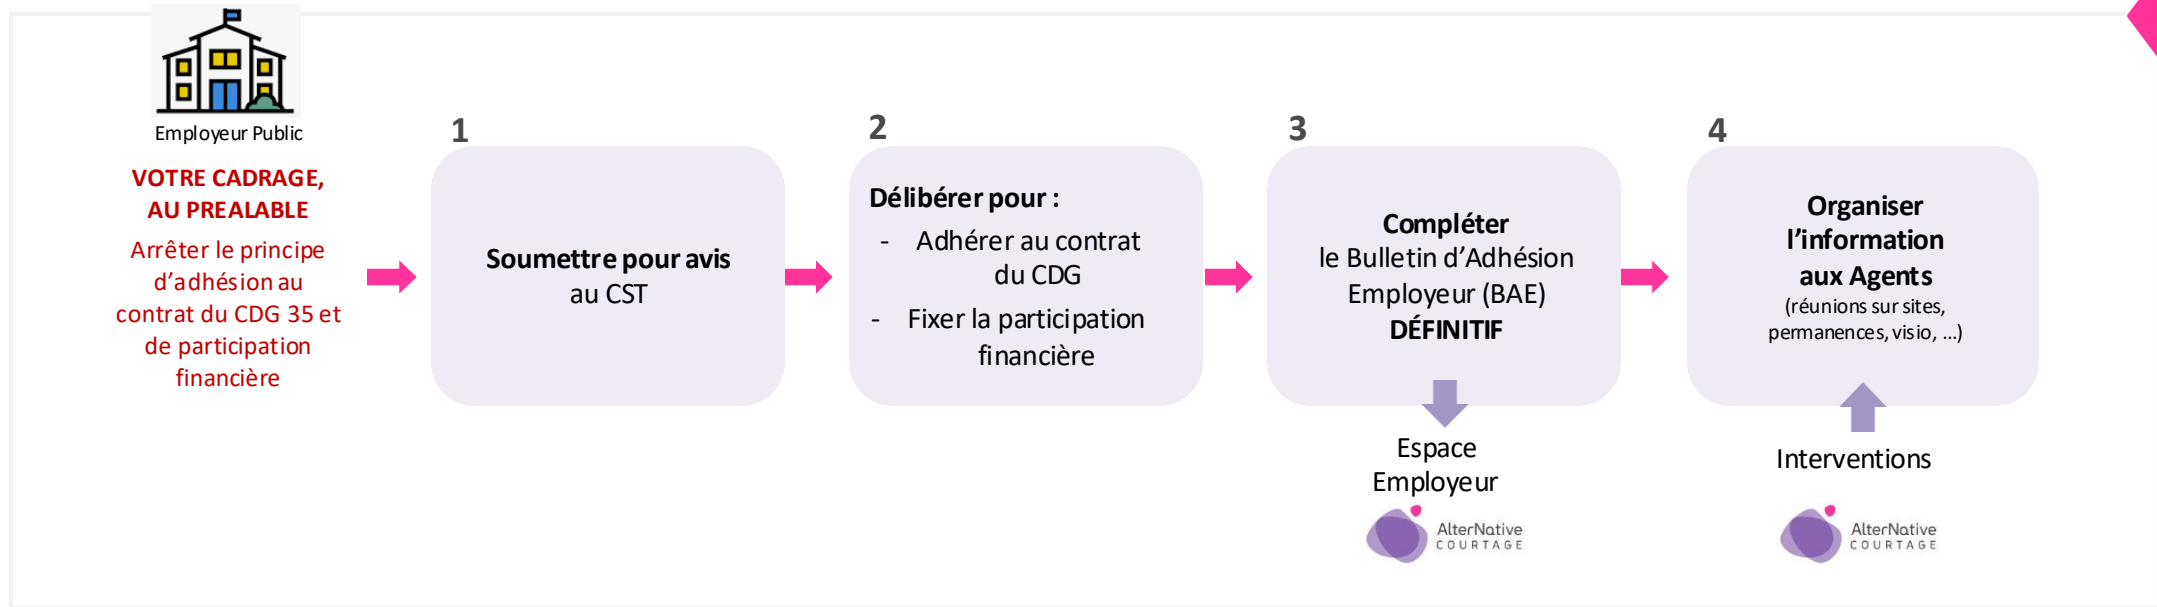 Employeur Public
VOTRE CADRAGE,
AU PREALABLE
Arrêter le principe
d’adhésion au
contrat du CDG 35 et
de participation
financière
1
Soumettre pour avis
au CST
2
Délibérer pour :
- Adhérer au contrat
du CDG
- Fixer la participation
financière
3
Compléter
le Bulletin d’Adhésion
Employeur (BAE)
DÉFINITIF
Espace
Employeur
AlterNative
COURTAGE
4
Organiser
l’information
aux Agents
(réunions sur sites,
permanences, visio, …)
Interventions
AlterNative
COURTAGE